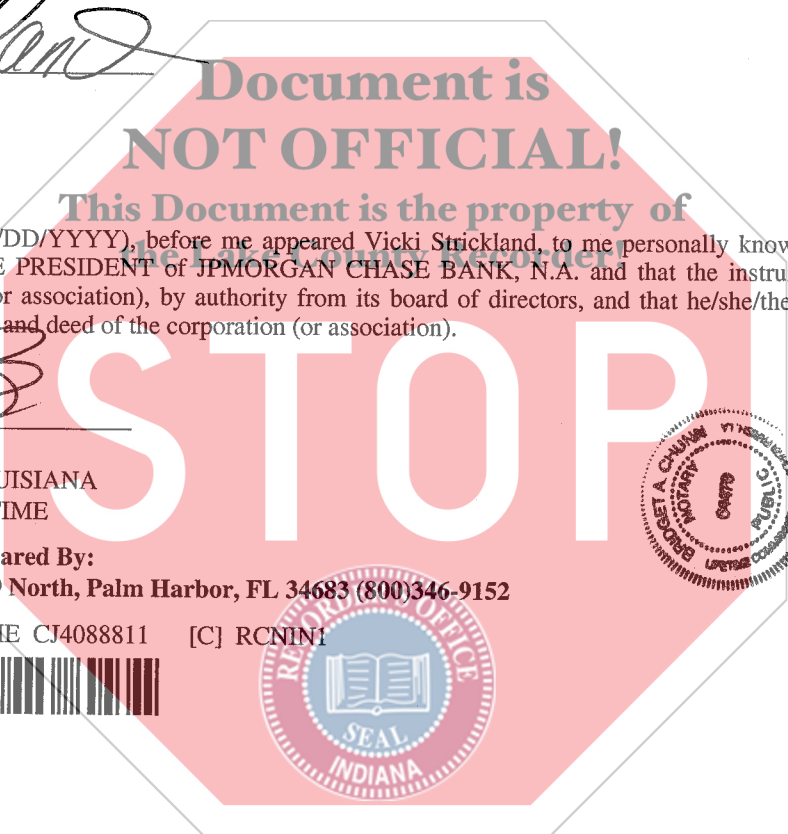 Document is
NOT OFFICIAL!
This Document is the property of
the Lake County Recorder!
/DD/YYYY), before me appeared Vicki Strickland, to me personally know
E PRESIDENT of JPMORGAN CHASE BANK, N.A. and that the instru
or association), by authority from its board of directors, and that he/she/the
and deed of the corporation (or association).
STOP
UISIANA
TIME
ared By:
North, Palm Harbor, FL 34683 (800)346-9152
IE CJ4088811 [C] RCNIN1
BRIDGET A CHUNN
NOTARY PUBLIC
RECORDER'S OFFICE
SEAL
INDIANA